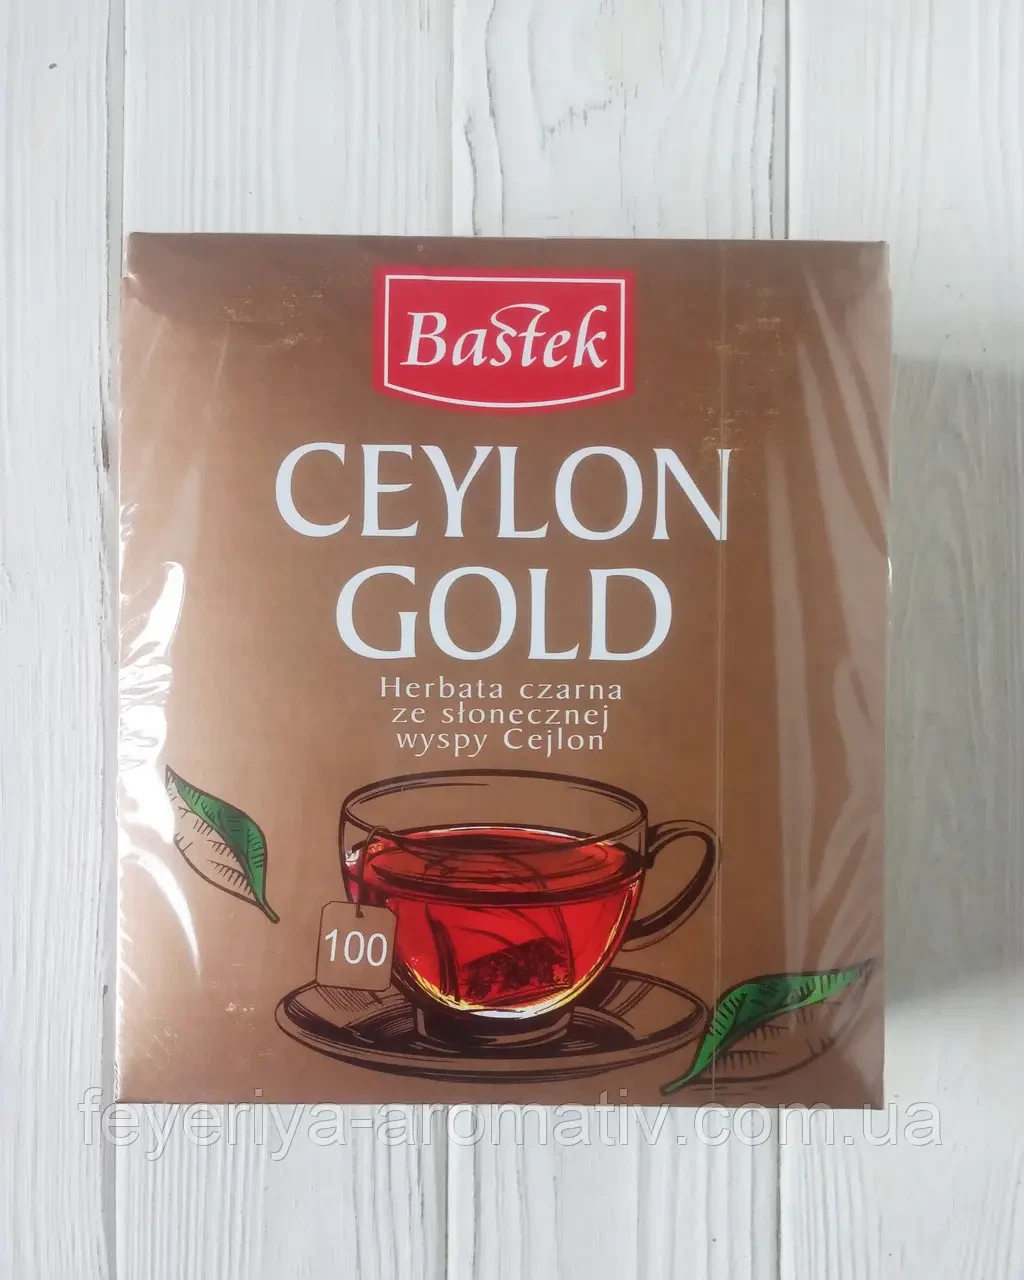 Bastek
CEYLON
GOLD
Herbata czarna
ze słonecznej
wyspy Cejlon
100
feyeriya-aromativ.com.ua